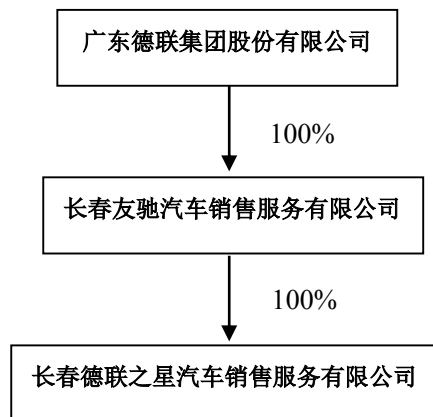 广东德联集团股份有限公司
100%
长春友驰汽车销售服务有限公司
100%
长春德联之星汽车销售服务有限公司